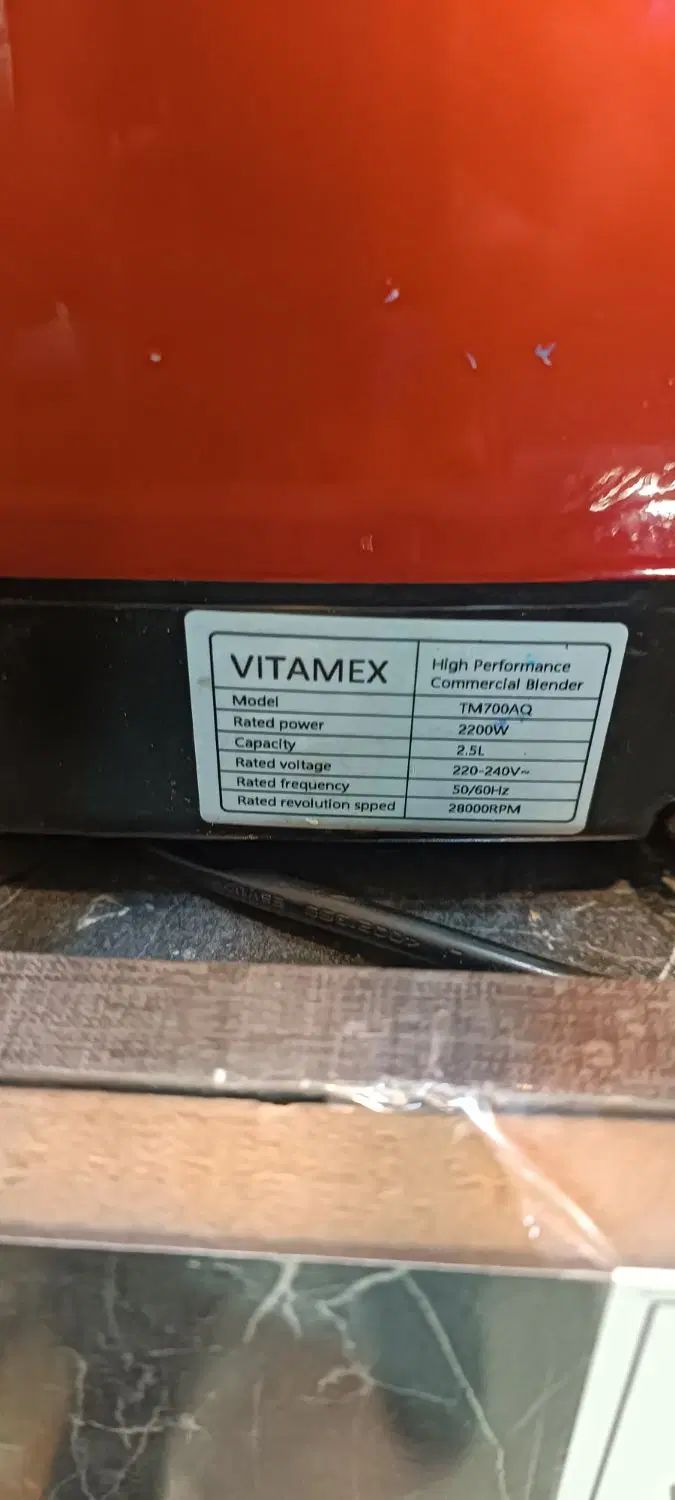 VITAMEX
High Performance
Commercial Blender
Model TM700AQ
Rated power 2200W
Capacity 2.5L
Rated voltage 220-240V~
Rated frequency 50/60Hz
Rated revolution spped 28000RPM